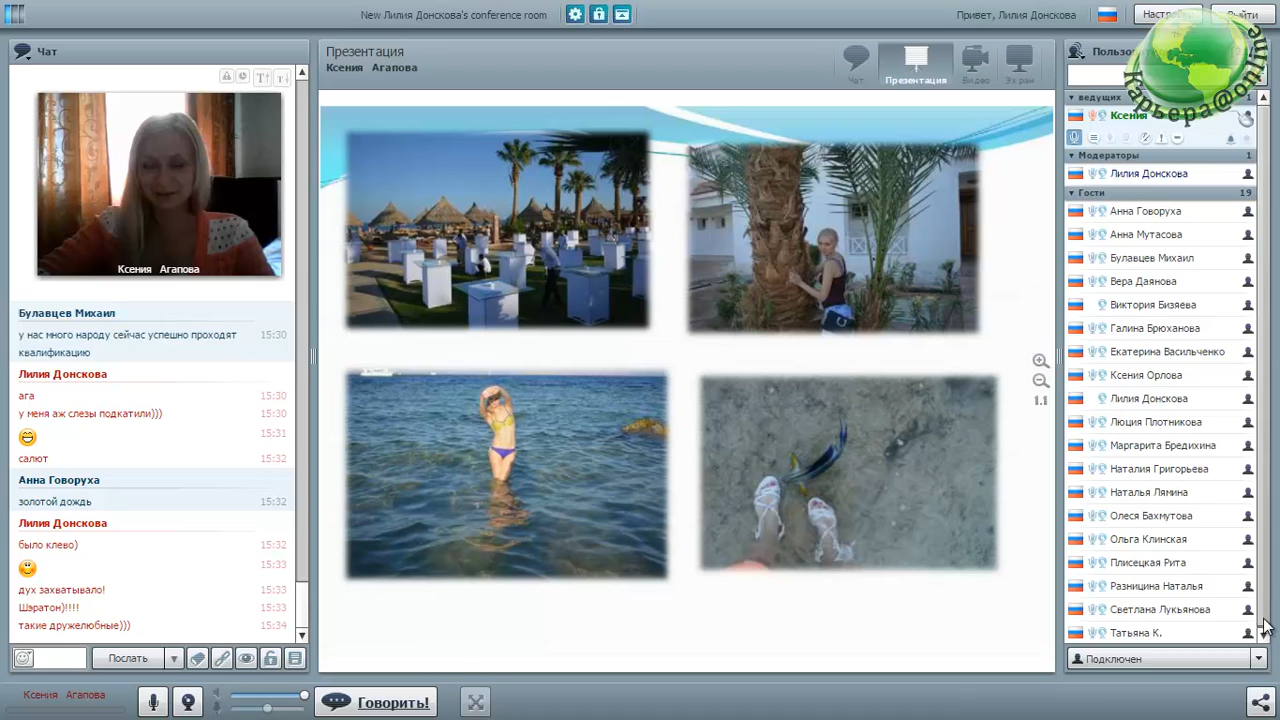 New Лилия Донскова's conference room
Привет, Лилия Донскова
Выйти
Карьера@online
Чат
Ксения Агапова
Булавцев Михаил
у нас много народу сейчас успешно проходят 15:30
квалификацию
Лилия Донскова
ага 15:30
у меня аж слезы подкатили))) 15:30
15:31
салют 15:32
Анна Говоруха
золотой дождь 15:32
Лилия Донскова
было клево) 15:32
15:33
дух захватывало! 15:33
Шэратон)!!!! 15:33
такие дружелюбные))) 15:34
Послать
Ксения Агапова
Говорить!
Презентация
Ксения Агапова
Чат
Презентация
Видео
Экран
1.1
ведущих 1
Ксения
Модераторы 1
Лилия Донскова
Гости 19
Анна Говоруха
Анна Мутасова
Булавцев Михаил
Вера Даянова
Виктория Бизяева
Галина Брюханова
Екатерина Васильченко
Ксения Орлова
Лилия Донскова
Люция Плотникова
Маргарита Бредихина
Наталия Григорьева
Наталья Лямина
Олеся Бахмутова
Ольга Клинская
Плисецкая Рита
Разницина Наталья
Светлана Лукьянова
Татьяна К.
Подключен